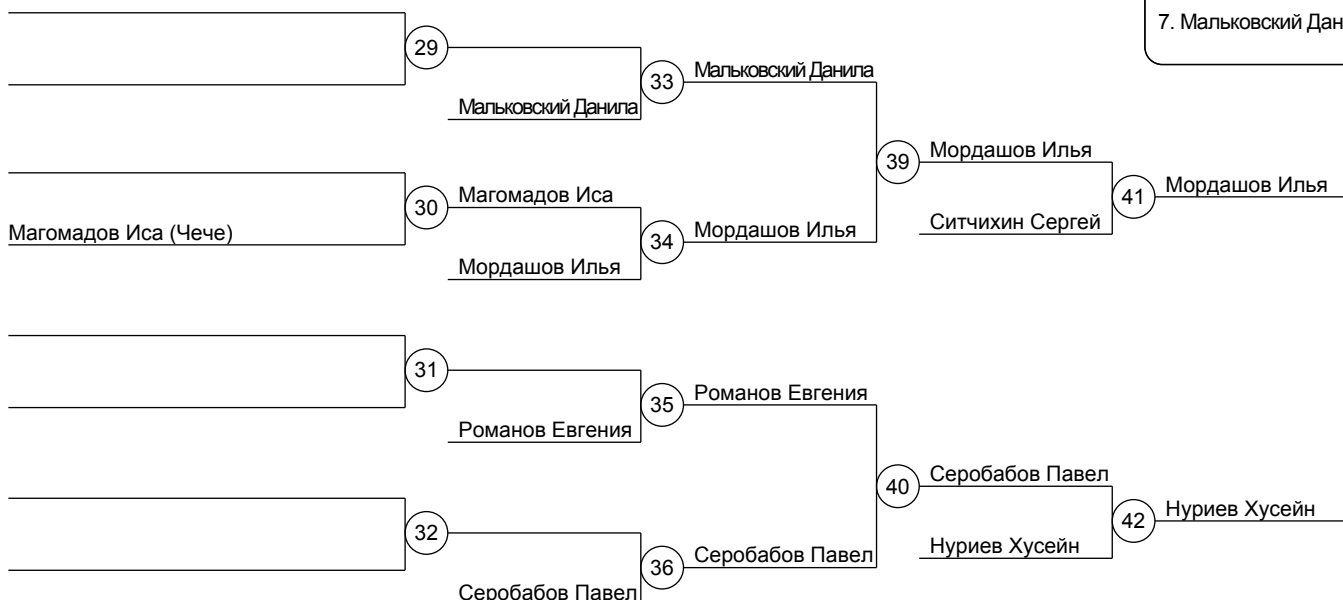 7. Мальковский Дан
29
33
Мальковский Данила
Мальковский Данила
39
Мордашов Илья
41
Мордашов Илья
30
Магомадов Иса
Магомадов Иса (Чече)
34
Мордашов Илья
Ситчихин Сергей
Мордашов Илья
31
35
Романов Евгения
Романов Евгения
40
Серобабов Павел
42
Нуриев Хусейн
32
36
Серобабов Павел
Нуриев Хусейн
Серобабов Павел